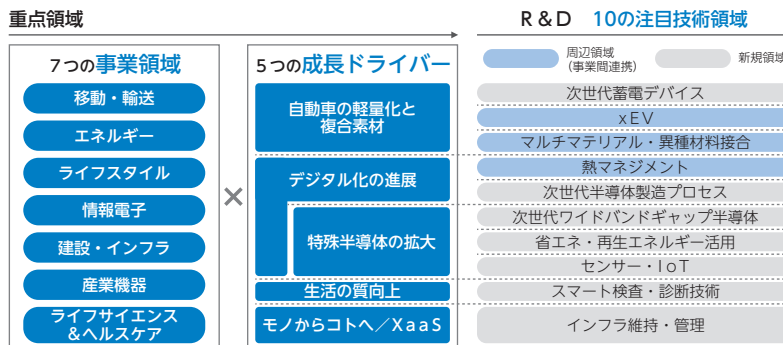 重点領域
R&D 10の注目技術領域
7つの事業領域
移動・輸送
エネルギー
ライフスタイル
情報電子
建設・インフラ
産業機器
ライフサイエンス
&ヘルスケア
×
5つの成長ドライバー
自動車の軽量化と
複合素材
デジタル化の進展
特殊半導体の拡大
生活の質向上
モノからコトへ/XaaS
周辺領域
(事業間連携)
新規領域
次世代蓄電デバイス
xEV
マルチマテリアル・異種材料接合
熱マネジメント
次世代半導体製造プロセス
次世代ワイドバンドギャップ半導体
省エネ・再生エネルギー活用
センサー・IoT
スマート検査・診断技術
インフラ維持・管理